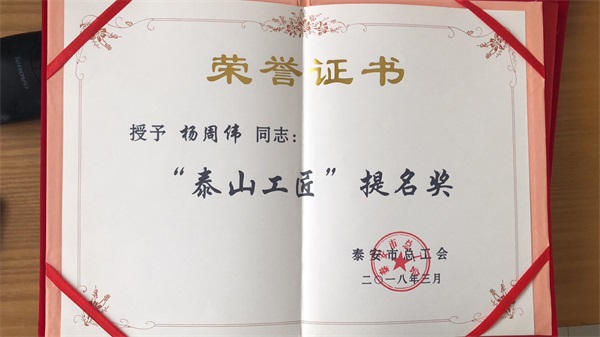 荣誉证书
授予 杨周伟 同志：
“泰山工匠”提名奖
泰安市总工会
二〇一八年三月
lenovo